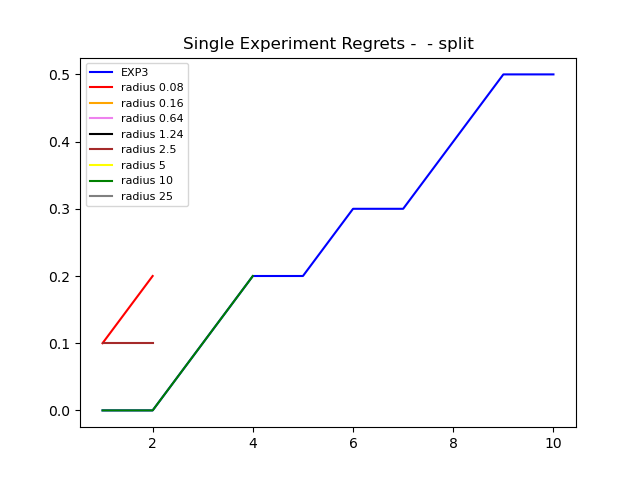 Single Experiment Regrets -  - split
EXP3
radius 0.08
radius 0.16
radius 0.64
radius 1.24
radius 2.5
radius 5
radius 10
radius 25
0.5
0.4
0.3
0.2
0.1
0.0
2 4 6 8 10